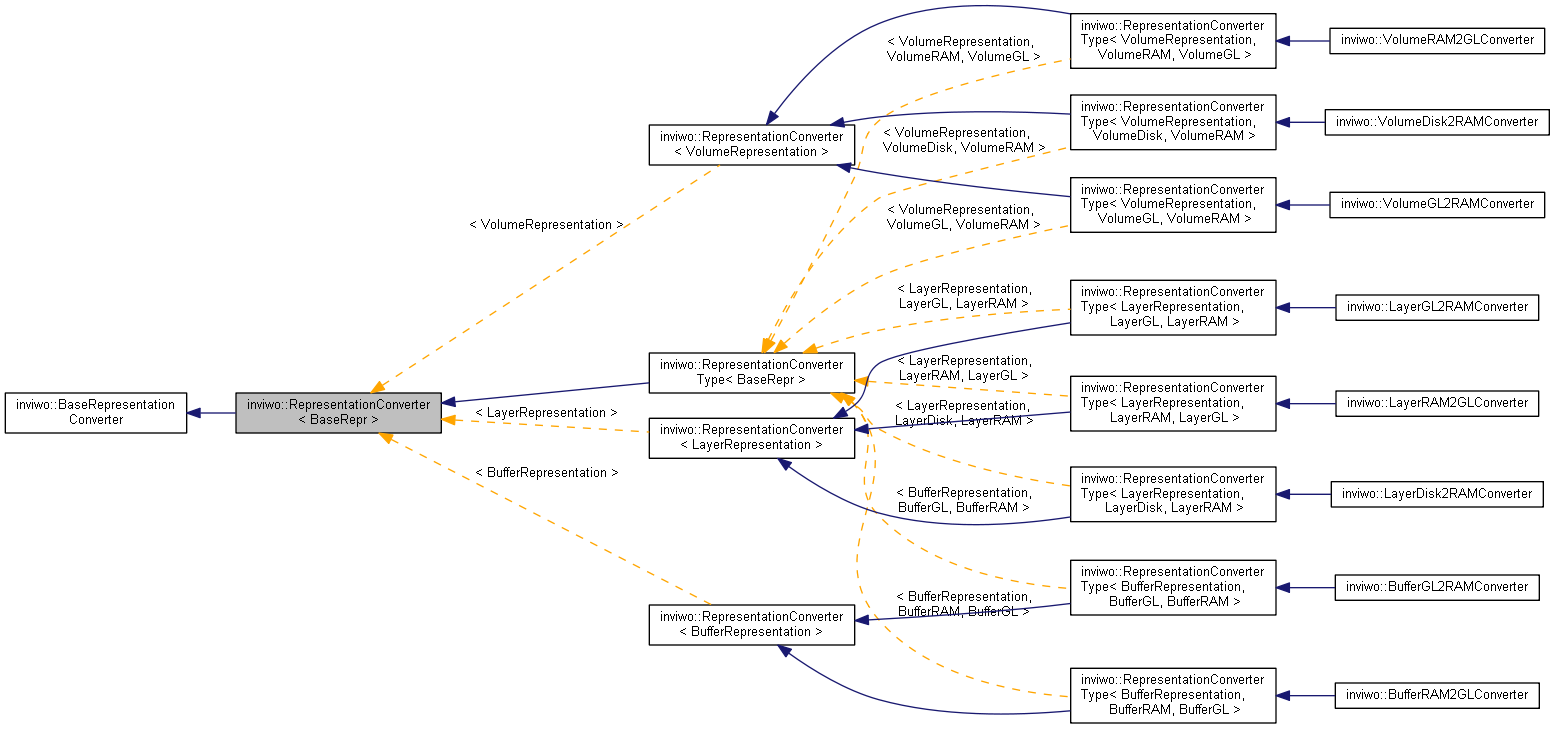 inviwo::BaseRepresentation
Converter
inviwo::RepresentationConverter
< BaseRepr >
< VolumeRepresentation >
< LayerRepresentation >
< BufferRepresentation >
inviwo::RepresentationConverter
< VolumeRepresentation >
inviwo::RepresentationConverter
Type< BaseRepr >
inviwo::RepresentationConverter
< LayerRepresentation >
inviwo::RepresentationConverter
< BufferRepresentation >
< VolumeRepresentation,
VolumeRAM, VolumeGL >
< VolumeRepresentation,
VolumeDisk, VolumeRAM >
< VolumeRepresentation,
VolumeGL, VolumeRAM >
< LayerRepresentation,
LayerGL, LayerRAM >
< LayerRepresentation,
LayerRAM, LayerGL >
< LayerRepresentation,
LayerDisk, LayerRAM >
< BufferRepresentation,
BufferGL, BufferRAM >
< BufferRepresentation,
BufferRAM, BufferGL >
inviwo::RepresentationConverter
Type< VolumeRepresentation,
VolumeRAM, VolumeGL >
inviwo::RepresentationConverter
Type< VolumeRepresentation,
VolumeDisk, VolumeRAM >
inviwo::RepresentationConverter
Type< VolumeRepresentation,
VolumeGL, VolumeRAM >
inviwo::RepresentationConverter
Type< LayerRepresentation,
LayerGL, LayerRAM >
inviwo::RepresentationConverter
Type< LayerRepresentation,
LayerRAM, LayerGL >
inviwo::RepresentationConverter
Type< LayerRepresentation,
LayerDisk, LayerRAM >
inviwo::RepresentationConverter
Type< BufferRepresentation,
BufferGL, BufferRAM >
inviwo::RepresentationConverter
Type< BufferRepresentation,
BufferRAM, BufferGL >
inviwo::VolumeRAM2GLConverter
inviwo::VolumeDisk2RAMConverter
inviwo::VolumeGL2RAMConverter
inviwo::LayerGL2RAMConverter
inviwo::LayerRAM2GLConverter
inviwo::LayerDisk2RAMConverter
inviwo::BufferGL2RAMConverter
inviwo::BufferRAM2GLConverter